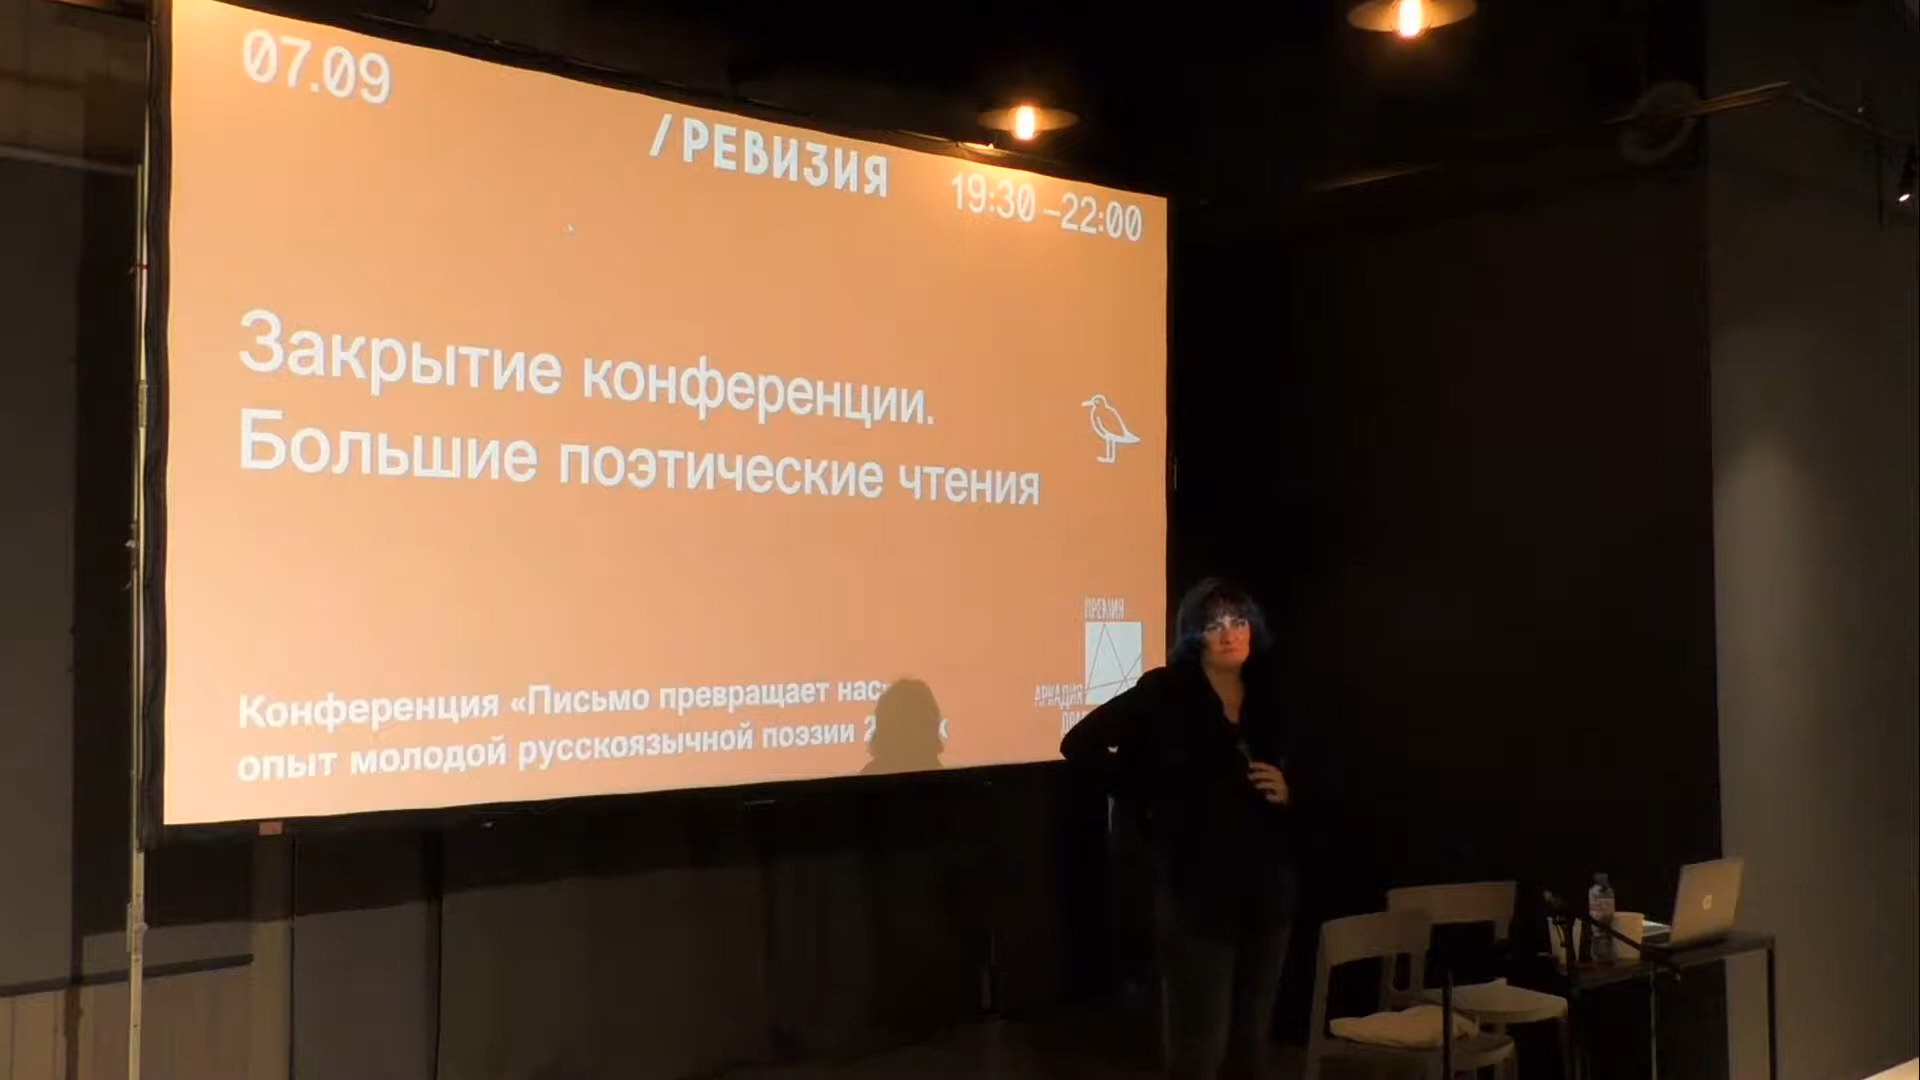 07.09
/РЕВИЗИЯ
19:30–22:00
Закрытие конференции.
Большие поэтические чтения
ПРЕМИЯ
АРКАДИЯ
Конференция «Письмо превращает нас
опыт молодой русскоязычной поэзии